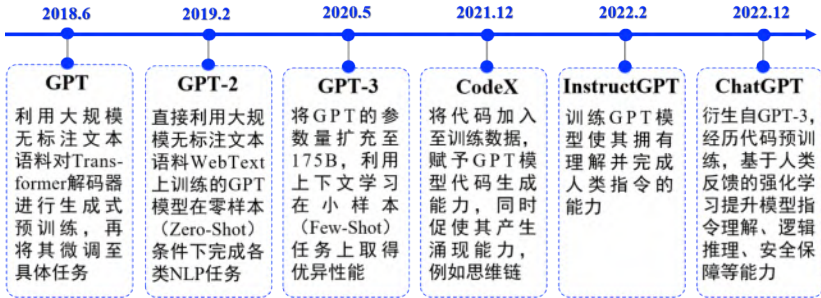 2018.6
2019.2
2020.5
2021.12
2022.2
2022.12
GPT
利用大规模
无标注文本
语料对Trans-
former解码器
进行生成式
预训练，再
将其微调至
具体任务
GPT-2
直接利用大规
模无标注文本
语料WebText
上训练的GPT
模型在零样本
（Zero-Shot）
条件下完成各
类NLP任务
GPT-3
将GPT的参
数量扩充至
175B，利用
上下文学习
在小样本
（Few-Shot）
任务上取得
优异性能
CodeX
将代码加入
至训练数据，
赋予GPT模
型代码生成
能力，同时
促使其产生
涌现能力，
例如思维链
InstructGPT
训练GPT模
型使其拥有
理解并完成
人类指令的
能力
ChatGPT
衍生自GPT-3，
经历代码预训
练，基于人类
反馈的强化学
习提升模型指
令理解、逻辑
推理、安全保
障等能力